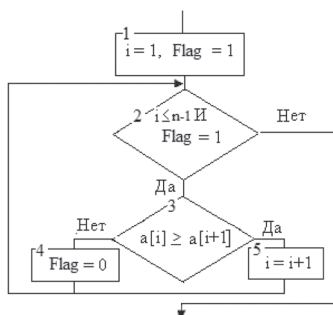 1
i = 1, Flag = 1
2 i ≤ n-1 И
Flag = 1
Нет
Да
3
Нет
a[i] ≥ a[i+1]
Да
4
Flag = 0
5
i = i+1